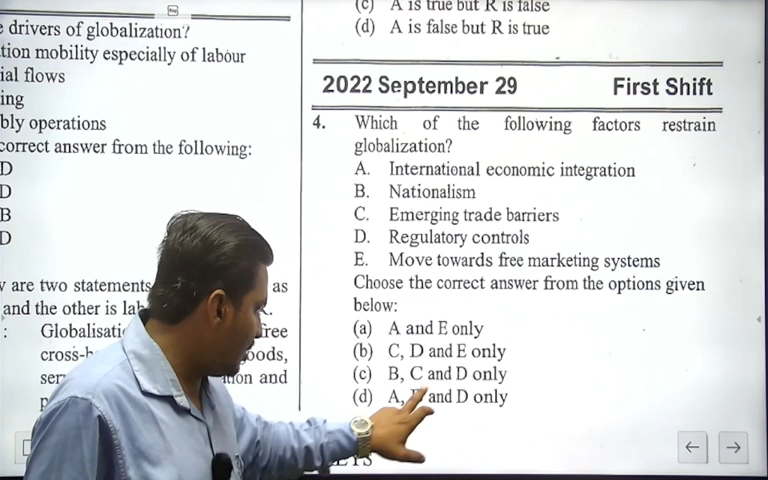 e drivers of globalization?
tion mobility especially of labour
ial flows
ing
bly operations
correct answer from the following:
D
D
B
D
v are two statements as
and the other is lab R.
: Globalisati free
cross-b oods,
ser tion and
p
(c) A is true but R is false
(d) A is false but R is true
2022 September 29 First Shift
4. Which of the following factors restrain
globalization?
A. International economic integration
B. Nationalism
C. Emerging trade barriers
D. Regulatory controls
E. Move towards free marketing systems
Choose the correct answer from the options given
below:
(a) A and E only
(b) C, D and E only
(c) B, C and D only
(d) A, and D only